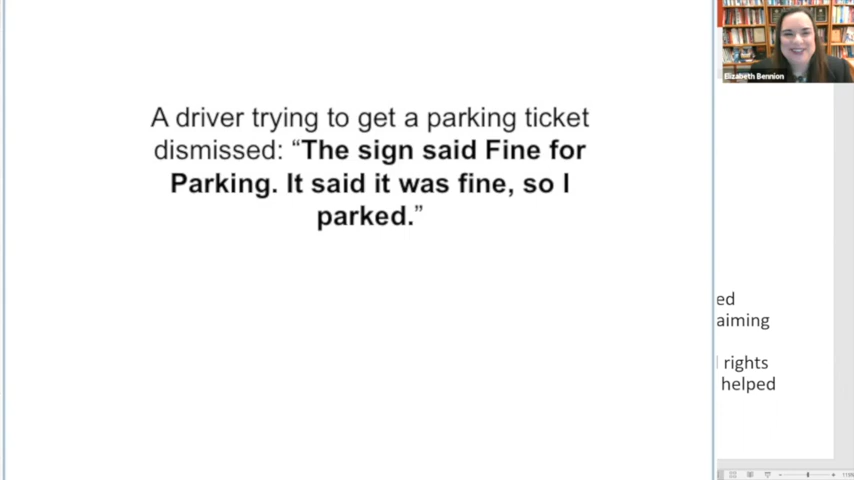 Elizabeth Bennion
A driver trying to get a parking ticket
dismissed: “The sign said Fine for
Parking. It said it was fine, so I
parked.”
ed
aiming
rights
helped